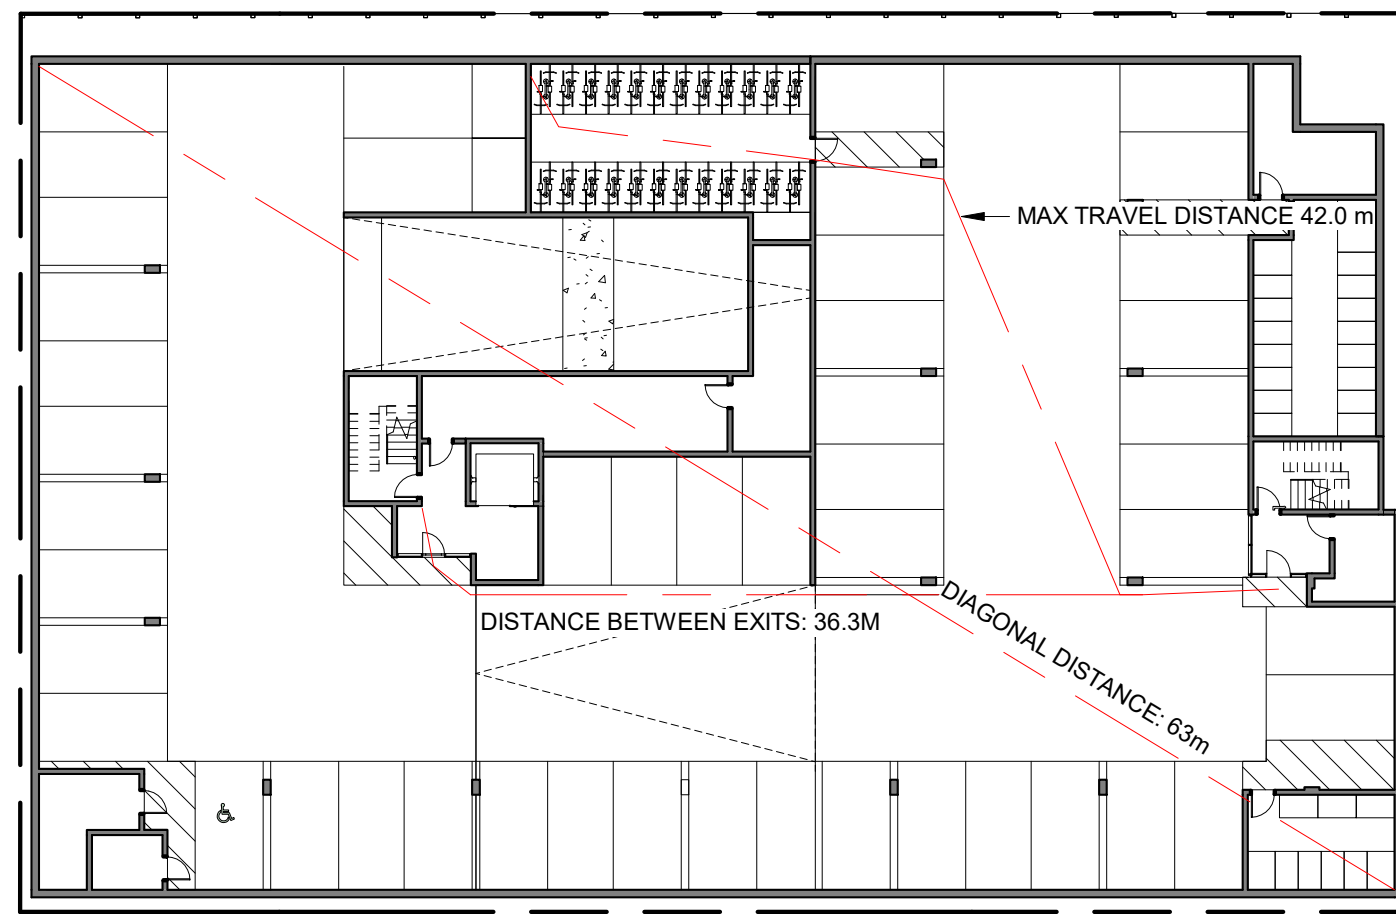 MAX TRAVEL DISTANCE 42.0 m
DISTANCE BETWEEN EXITS: 36.3M
DIAGONAL DISTANCE: 63m